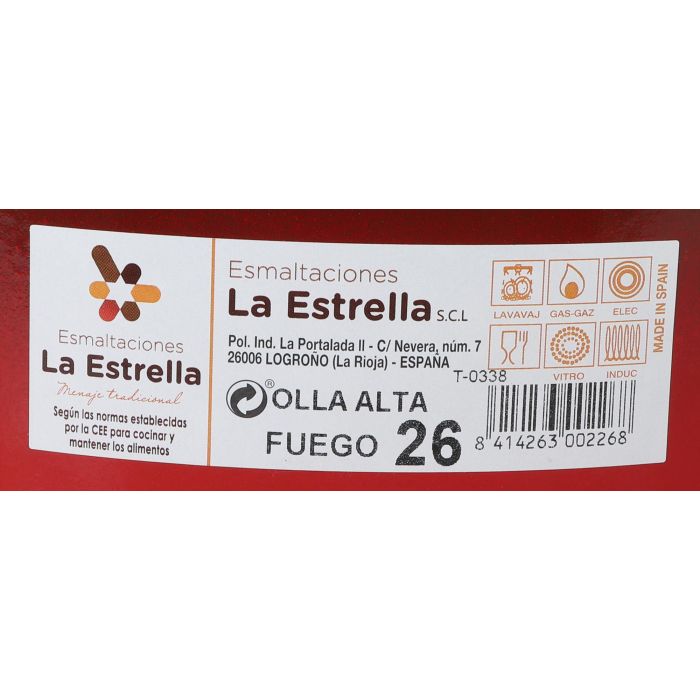 Esmaltaciones
La Estrella
Menaje tradicional
Según las normas establecidas
por la CEE para cocinar y
mantener los alimentos
Esmaltaciones
La Estrella S.C.L
Pol. Ind. La Portalada II - C/ Nevera, núm. 7
26006 LOGROÑO (La Rioja) - ESPAÑA
T-0338
® OLLA ALTA
FUEGO 26
LAVAVAJ GAS-GAZ ELEC
VITRO INDUC
MADE IN SPAIN
8 414263 002268